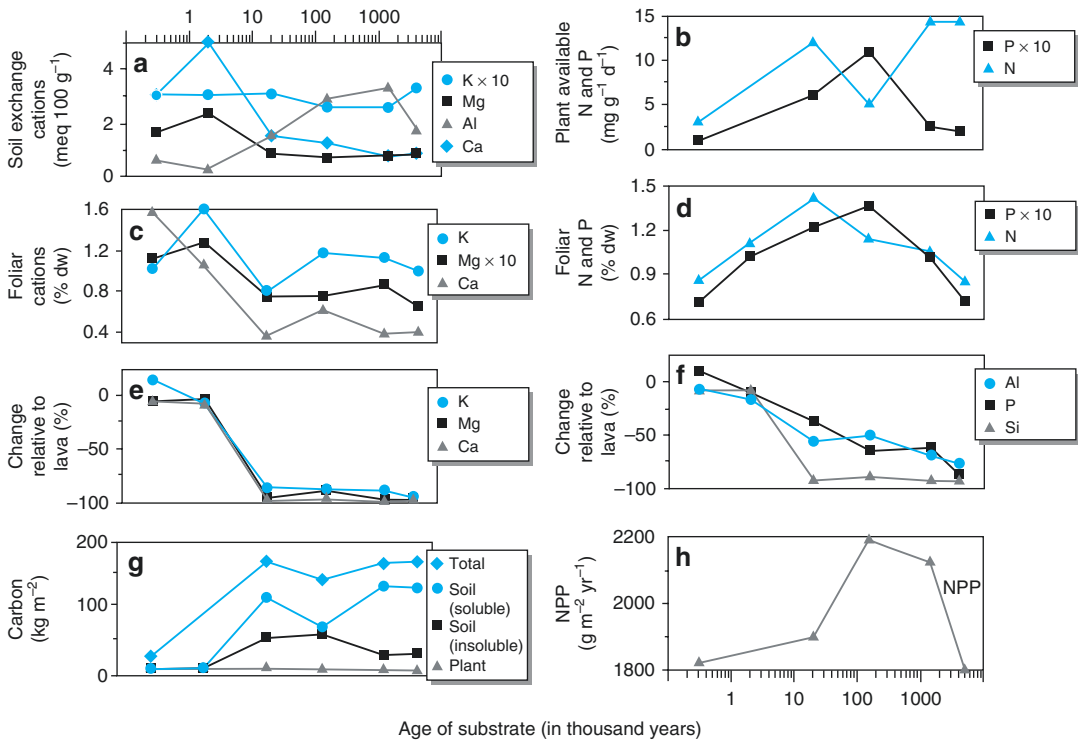 1 10 100 1000
a
Soil exchange
cations
(meq 100 g⁻¹)
4
2
0
K × 10
Mg
Al
Ca
b
Plant available
N and P
(mg g⁻¹ d⁻¹)
15
10
5
0
P × 10
N
c
Foliar
cations
(% dw)
1.6
1.2
0.8
0.4
K
Mg × 10
Ca
d
Foliar
N and P
(% dw)
1.5
1.2
0.9
0.6
P × 10
N
e
Change
relative to
lava (%)
0
−50
−100
K
Mg
Ca
f
Change
relative to
lava (%)
0
−50
−100
Al
P
Si
g
Carbon
(kg m⁻²)
200
100
0
Total
Soil
(soluble)
Soil
(insoluble)
Plant
h
NPP
(g m⁻² yr⁻¹)
2200
2000
1800
NPP
1 10 100 1000
Age of substrate (in thousand years)